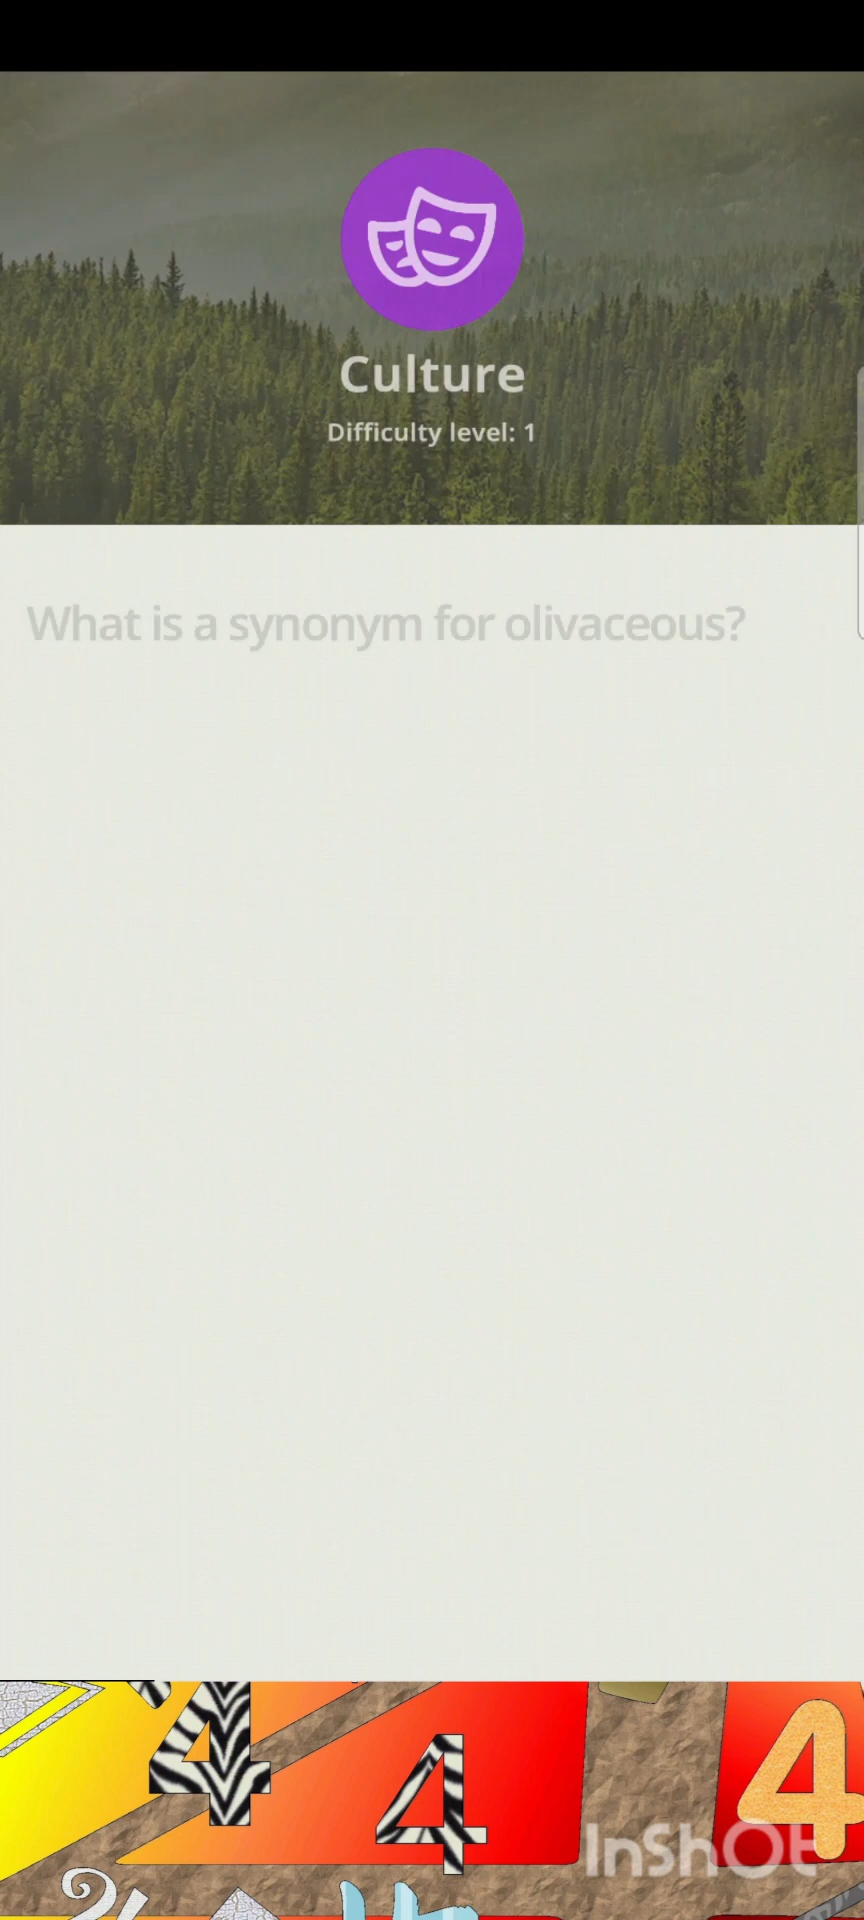 Culture
Difficulty level: 1
What is a synonym for olivaceous?
4
4
4
InShOt